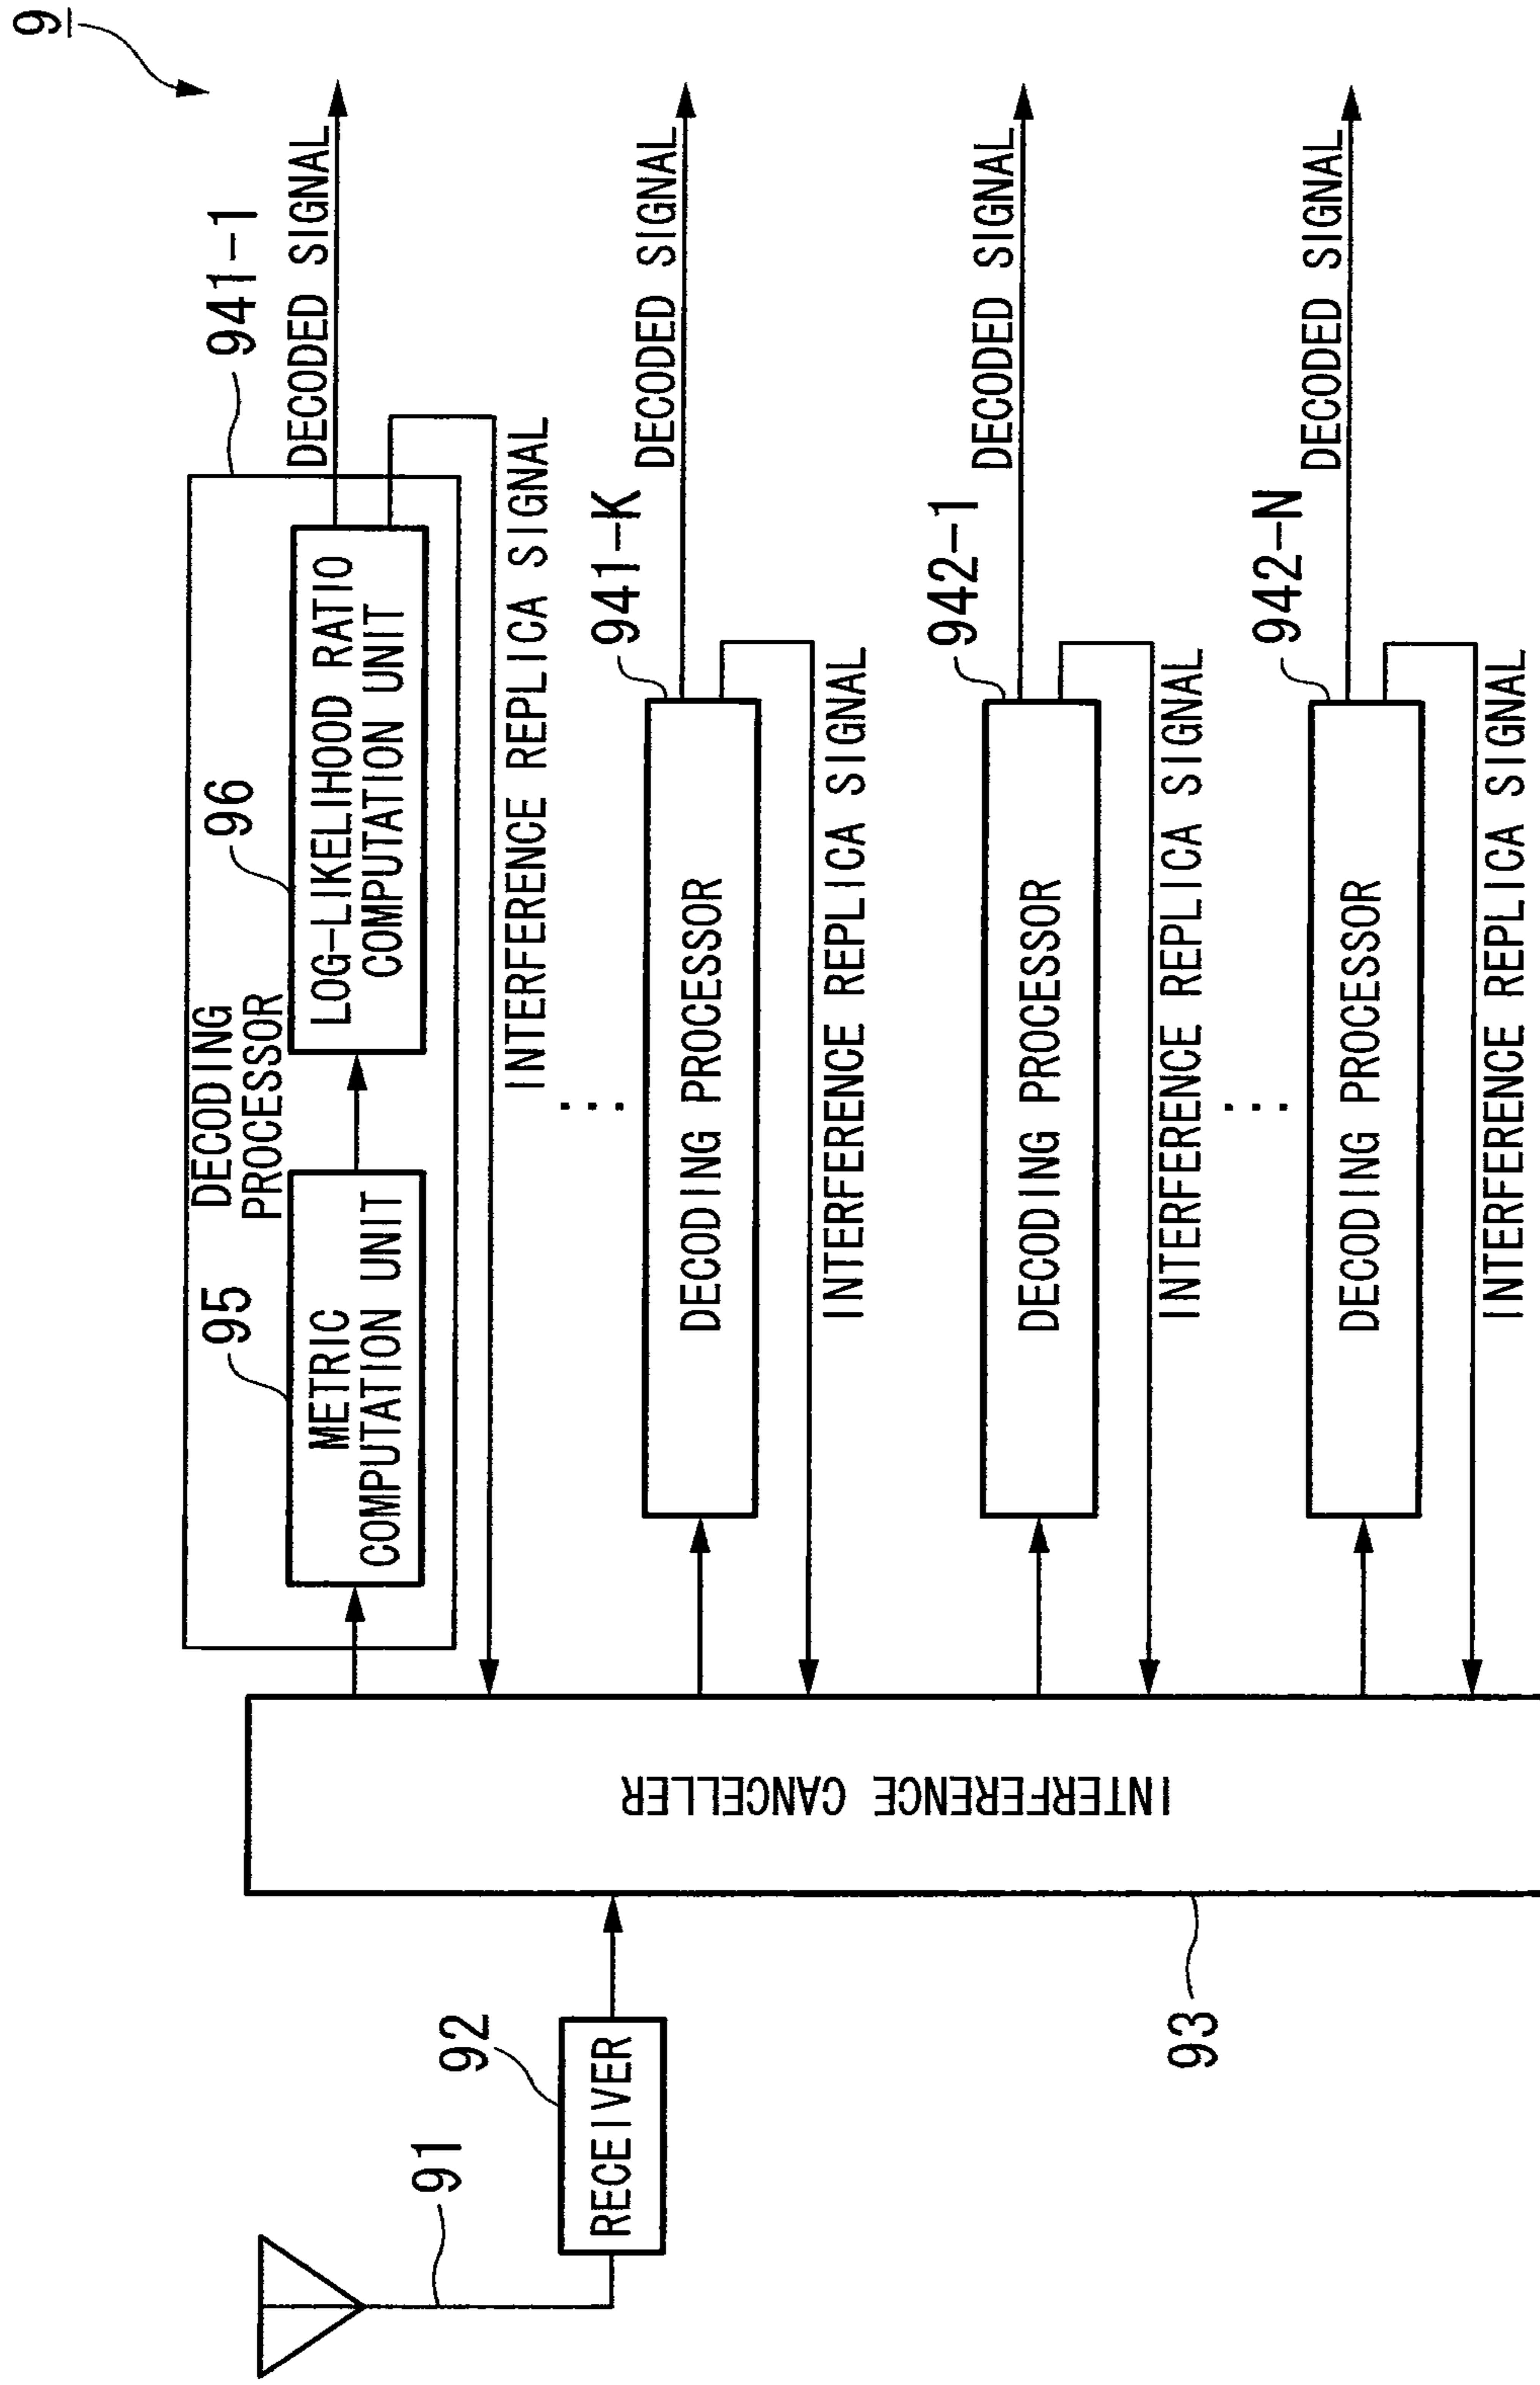 9
941-1
DECODING
PROCESSOR
95
METRIC
COMPUTATION UNIT
96
LOG-LIKELIHOOD RATIO
COMPUTATION UNIT
DECODED SIGNAL
INTERFERENCE REPLICA SIGNAL
...
941-K
DECODING PROCESSOR
DECODED SIGNAL
INTERFERENCE REPLICA SIGNAL
942-1
DECODING PROCESSOR
DECODED SIGNAL
INTERFERENCE REPLICA SIGNAL
...
942-N
DECODING PROCESSOR
DECODED SIGNAL
INTERFERENCE REPLICA SIGNAL
INTERFERENCE CANCELLER
93
91
92
RECEIVER